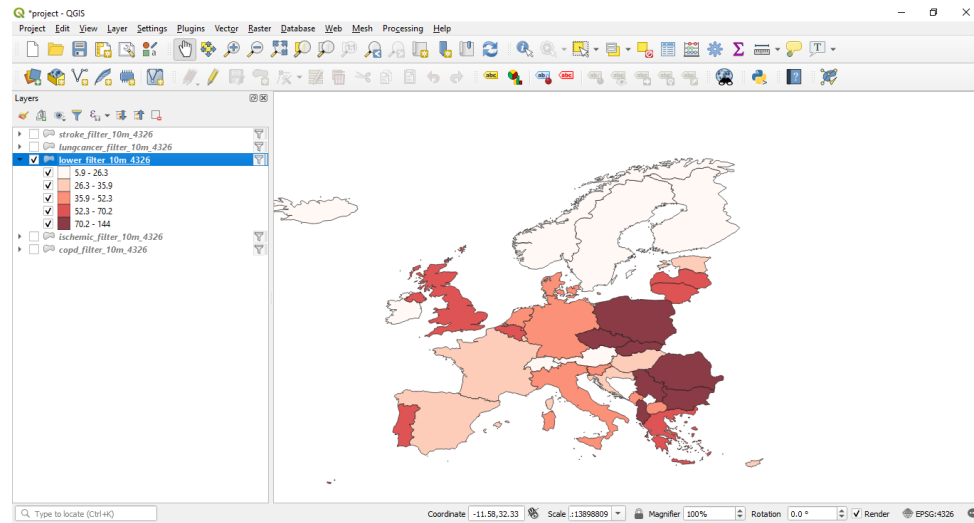 *project - QGIS
Project Edit View Layer Settings Plugins Vector Raster Database Web Mesh Processing Help
abc ab abc
Layers
stroke_filter_10m_4326
lungcancer_filter_10m_4326
lower_filter_10m_4326
5.9 - 26.3
26.3 - 35.9
35.9 - 52.3
52.3 - 70.2
70.2 - 144
ischemic_filter_10m_4326
copd_filter_10m_4326
Type to locate (Ctrl+K) Coordinate -11.58,32.33 Scale .:13898809 Magnifier 100% Rotation 0.0 ° Render EPSG:4326